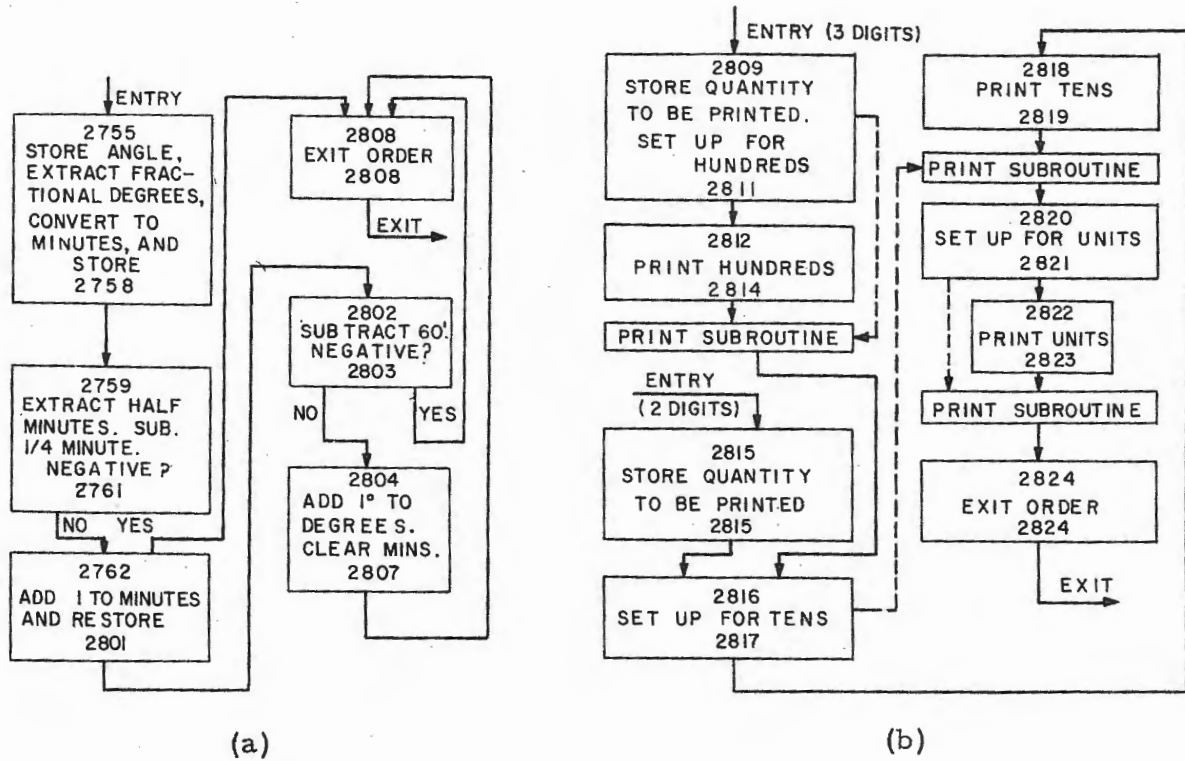 ENTRY
2755
STORE ANGLE,
EXTRACT FRAC-
TIONAL DEGREES,
CONVERT TO
MINUTES, AND
STORE
2758
2759
EXTRACT HALF
MINUTES. SUB.
1/4 MINUTE.
NEGATIVE?
2761
NO YES
2762
ADD 1 TO MINUTES
AND RESTORE
2801
2808
EXIT ORDER
2808
EXIT
2802
SUBTRACT 60'.
NEGATIVE?
2803
NO YES
2804
ADD 1° TO
DEGREES.
CLEAR MINS.
2807
(a)
ENTRY (3 DIGITS)
2809
STORE QUANTITY
TO BE PRINTED.
SET UP FOR
HUNDREDS
2811
2812
PRINT HUNDREDS
2814
PRINT SUBROUTINE
ENTRY
(2 DIGITS)
2815
STORE QUANTITY
TO BE PRINTED
2815
2816
SET UP FOR TENS
2817
2818
PRINT TENS
2819
PRINT SUBROUTINE
2820
SET UP FOR UNITS
2821
2822
PRINT UNITS
2823
PRINT SUBROUTINE
2824
EXIT ORDER
2824
EXIT
(b)